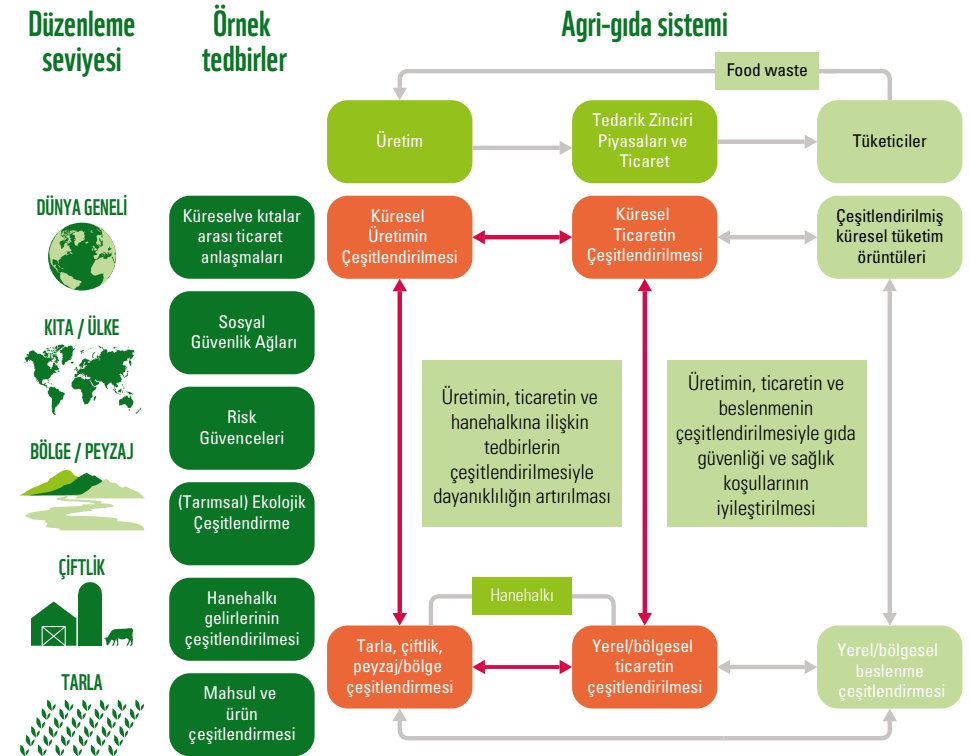 Düzenleme
seviyesi
Örnek
tedbirler
Agri-gıda sistemi
Food waste
Üretim
Tedarik Zinciri
Piyasaları ve
Ticaret
Tüketiciler
DÜNYA GENELİ
Küreselve kıtalar
arası ticaret
anlaşmaları
Küresel
Üretimin
Çeşitlendirilmesi
Küresel
Ticaretin
Çeşitlendirilmesi
Çeşitlendirilmiş
küresel tüketim
örüntüleri
KITA / ÜLKE
Sosyal
Güvenlik Ağları
Üretimin, ticaretin ve
hanehalkına ilişkin
tedbirlerin
çeşitlendirilmesiyle
dayanıklılığın artırılması
Üretimin, ticaretin ve
beslenmenin
çeşitlendirilmesiyle gıda
güvenliği ve sağlık
koşullarının
iyileştirilmesi
Risk
Güvenceleri
BÖLGE / PEYZAJ
(Tarımsal) Ekolojik
Çeşitlendirme
ÇİFTLİK
Hanehalkı
gelirlerinin
çeşitlendirilmesi
Hanehalkı
Tarla, çiftlik,
peyzaj/bölge
çeşitlendirmesi
Yerel/bölgesel
ticaretin
çeşitlendirilmesi
Yerel/bölgesel
beslenme
çeşitlendirmesi
TARLA
Mahsul ve
ürün
çeşitlendirmesi